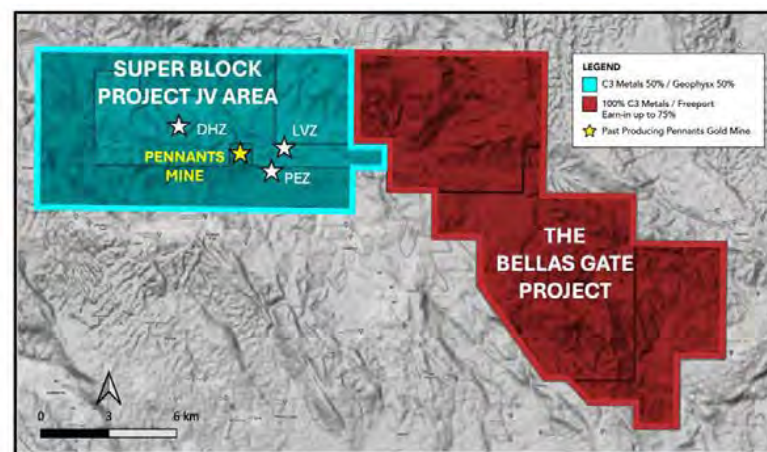 SUPER BLOCK
PROJECT JV AREA
DHZ
LVZ
PENNANTS
MINE
PEZ
THE
BELLAS GATE
PROJECT
LEGEND
C3 Metals 50% / Geophysx 50%
100% C3 Metals / Freeport
Earn-in up to 75%
Past Producing Pennants Gold Mine
0 3 6 km